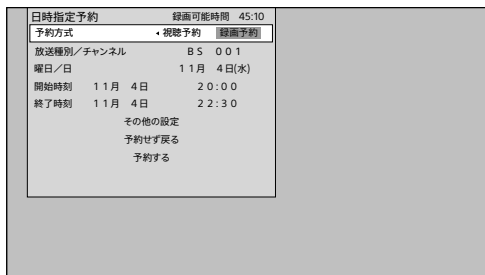 日時指定予約 録画可能時間 45:10
予約方式 ◂ 視聴予約 録画予約
放送種別／チャンネル BS 001
曜日／日 11月 4日(水)
開始時刻 11月 4日 20:00
終了時刻 11月 4日 22:30
その他の設定
予約せず戻る
予約する